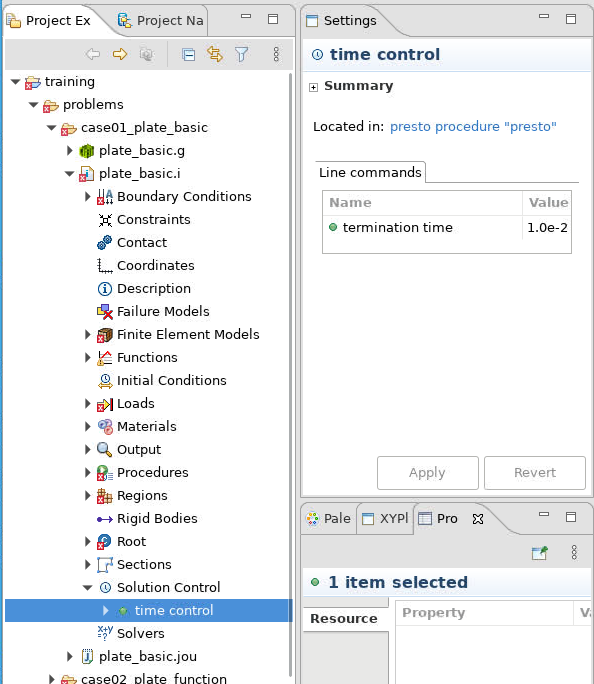 Project Ex
Project Na
training
problems
case01_plate_basic
plate_basic.g
plate_basic.i
Boundary Conditions
Constraints
Contact
Coordinates
Description
Failure Models
Finite Element Models
Functions
Initial Conditions
Loads
Materials
Output
Procedures
Regions
Rigid Bodies
Root
Sections
Solution Control
time control
Solvers
plate_basic.jou
case02_plate_function
Settings
time control
Summary
Located in: presto procedure "presto"
Line commands
Name Value
termination time 1.0e-2
Apply Revert
Pale XYPl Pro
1 item selected
Resource
Property Va